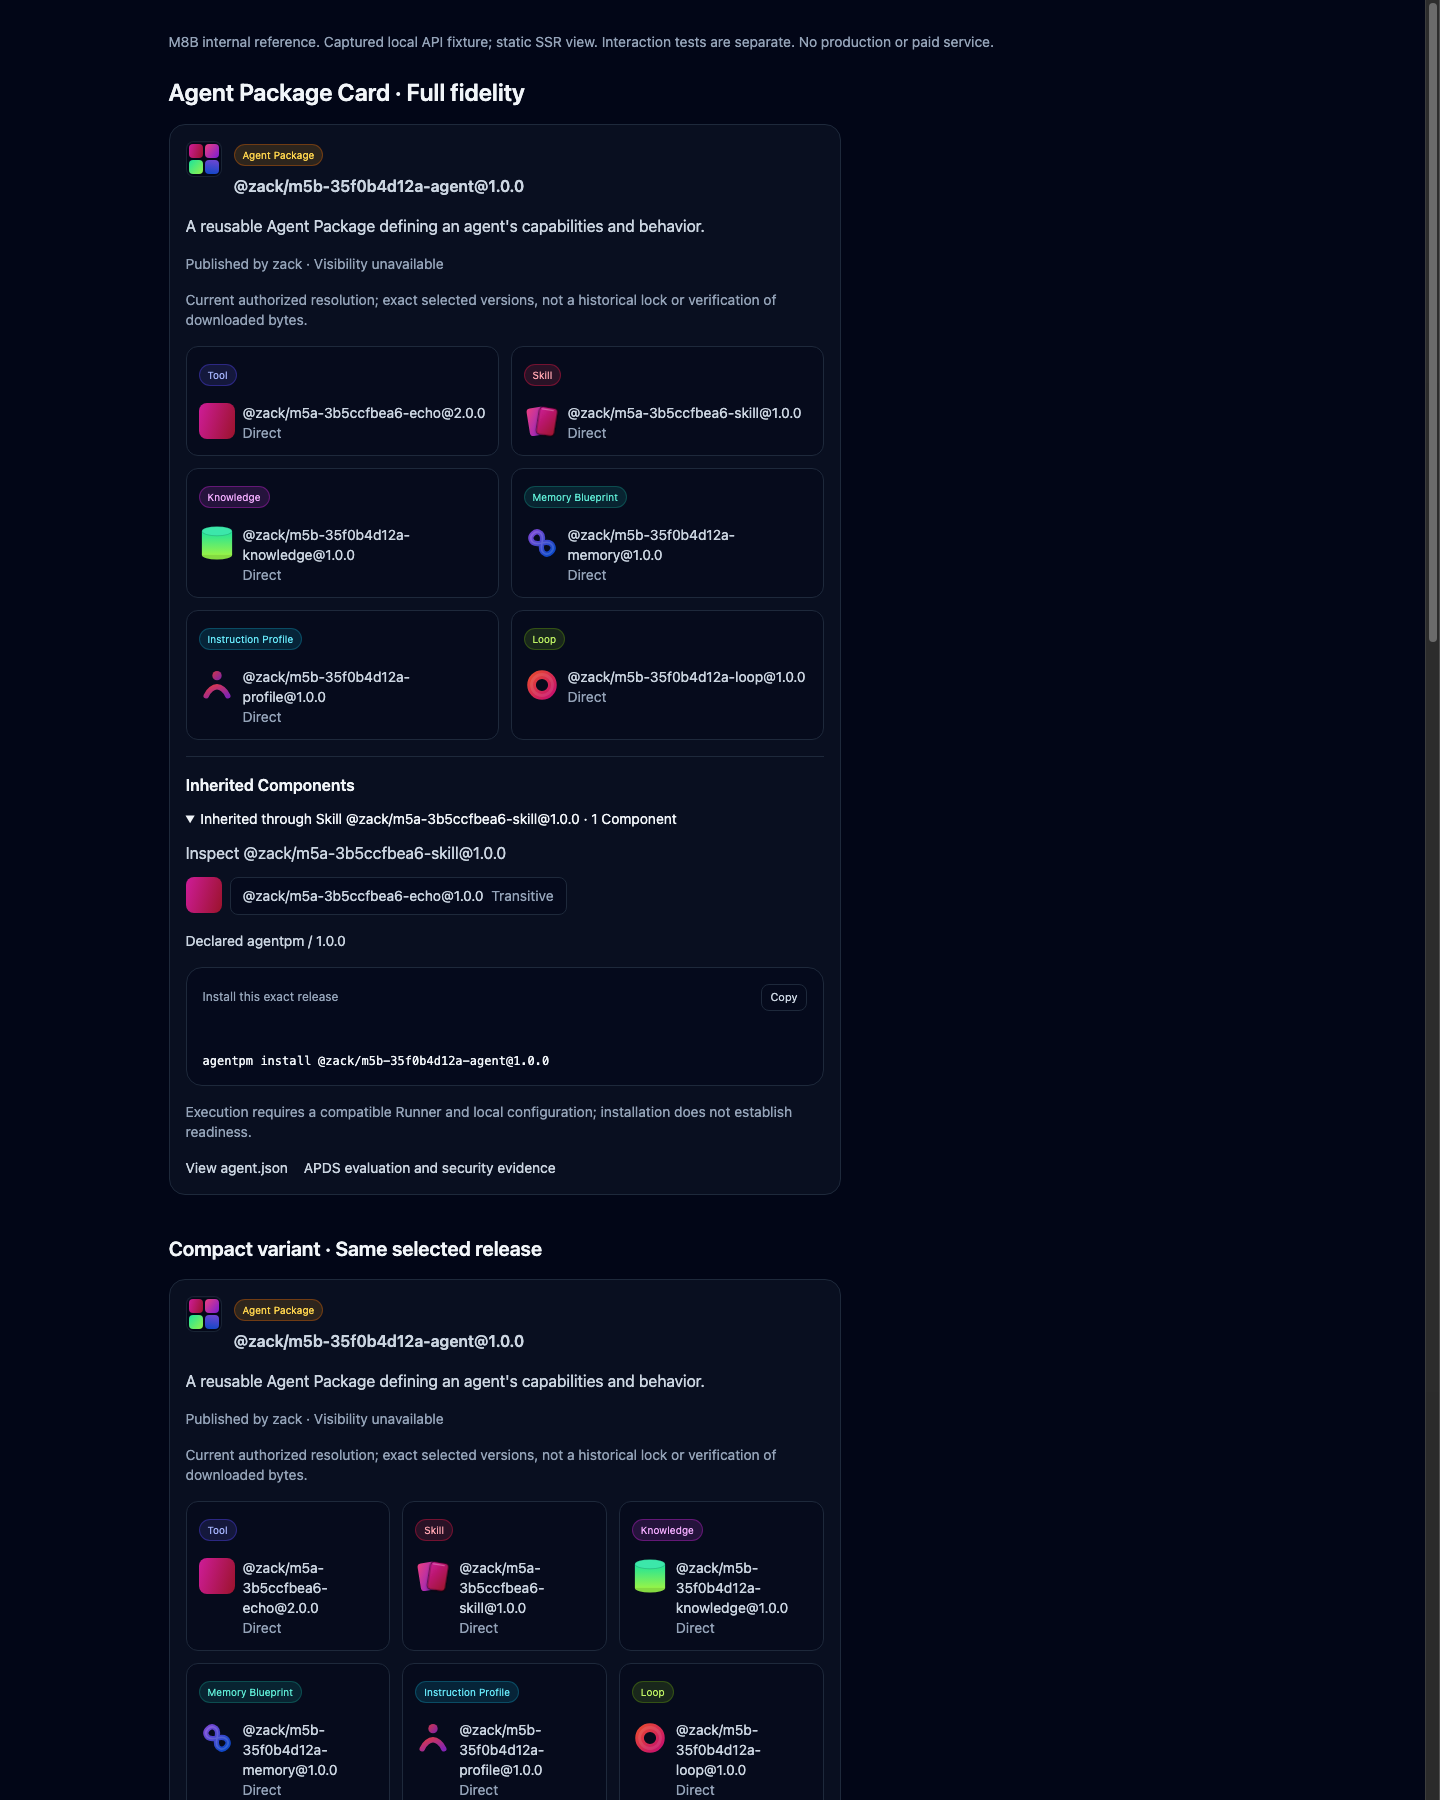 M8B internal reference. Captured local API fixture; static SSR view. Interaction tests are separate. No production or paid service.
Agent Package Card · Full fidelity
Agent Package
@zack/m5b-35f0b4d12a-agent@1.0.0
A reusable Agent Package defining an agent's capabilities and behavior.
Published by zack · Visibility unavailable
Current authorized resolution; exact selected versions, not a historical lock or verification of
downloaded bytes.
Tool
@zack/m5a-3b5ccfbea6-echo@2.0.0
Direct
Skill
@zack/m5a-3b5ccfbea6-skill@1.0.0
Direct
Knowledge
@zack/m5b-35f0b4d12a-
knowledge@1.0.0
Direct
Memory Blueprint
@zack/m5b-35f0b4d12a-
memory@1.0.0
Direct
Instruction Profile
@zack/m5b-35f0b4d12a-
profile@1.0.0
Direct
Loop
@zack/m5b-35f0b4d12a-loop@1.0.0
Direct
Inherited Components
▼ Inherited through Skill @zack/m5a-3b5ccfbea6-skill@1.0.0 · 1 Component
Inspect @zack/m5a-3b5ccfbea6-skill@1.0.0
@zack/m5a-3b5ccfbea6-echo@1.0.0 Transitive
Declared agentpm / 1.0.0
Install this exact release
Copy
agentpm install @zack/m5b-35f0b4d12a-agent@1.0.0
Execution requires a compatible Runner and local configuration; installation does not establish
readiness.
View agent.json APDS evaluation and security evidence
Compact variant · Same selected release
Agent Package
@zack/m5b-35f0b4d12a-agent@1.0.0
A reusable Agent Package defining an agent's capabilities and behavior.
Published by zack · Visibility unavailable
Current authorized resolution; exact selected versions, not a historical lock or verification of
downloaded bytes.
Tool
@zack/m5a-
3b5ccfbea6-
echo@2.0.0
Direct
Skill
@zack/m5a-
3b5ccfbea6-
skill@1.0.0
Direct
Knowledge
@zack/m5b-
35f0b4d12a-
knowledge@1.0.0
Direct
Memory Blueprint
@zack/m5b-
35f0b4d12a-
memory@1.0.0
Direct
Instruction Profile
@zack/m5b-
35f0b4d12a-
profile@1.0.0
Direct
Loop
@zack/m5b-
35f0b4d12a-
loop@1.0.0
Direct